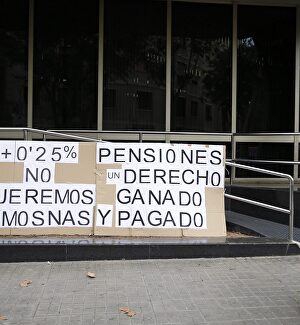 +0'25%
NO
UEREMOS
MOSNAS
PENSIONES
UN DERECHO
GANADO
Y PAGADO